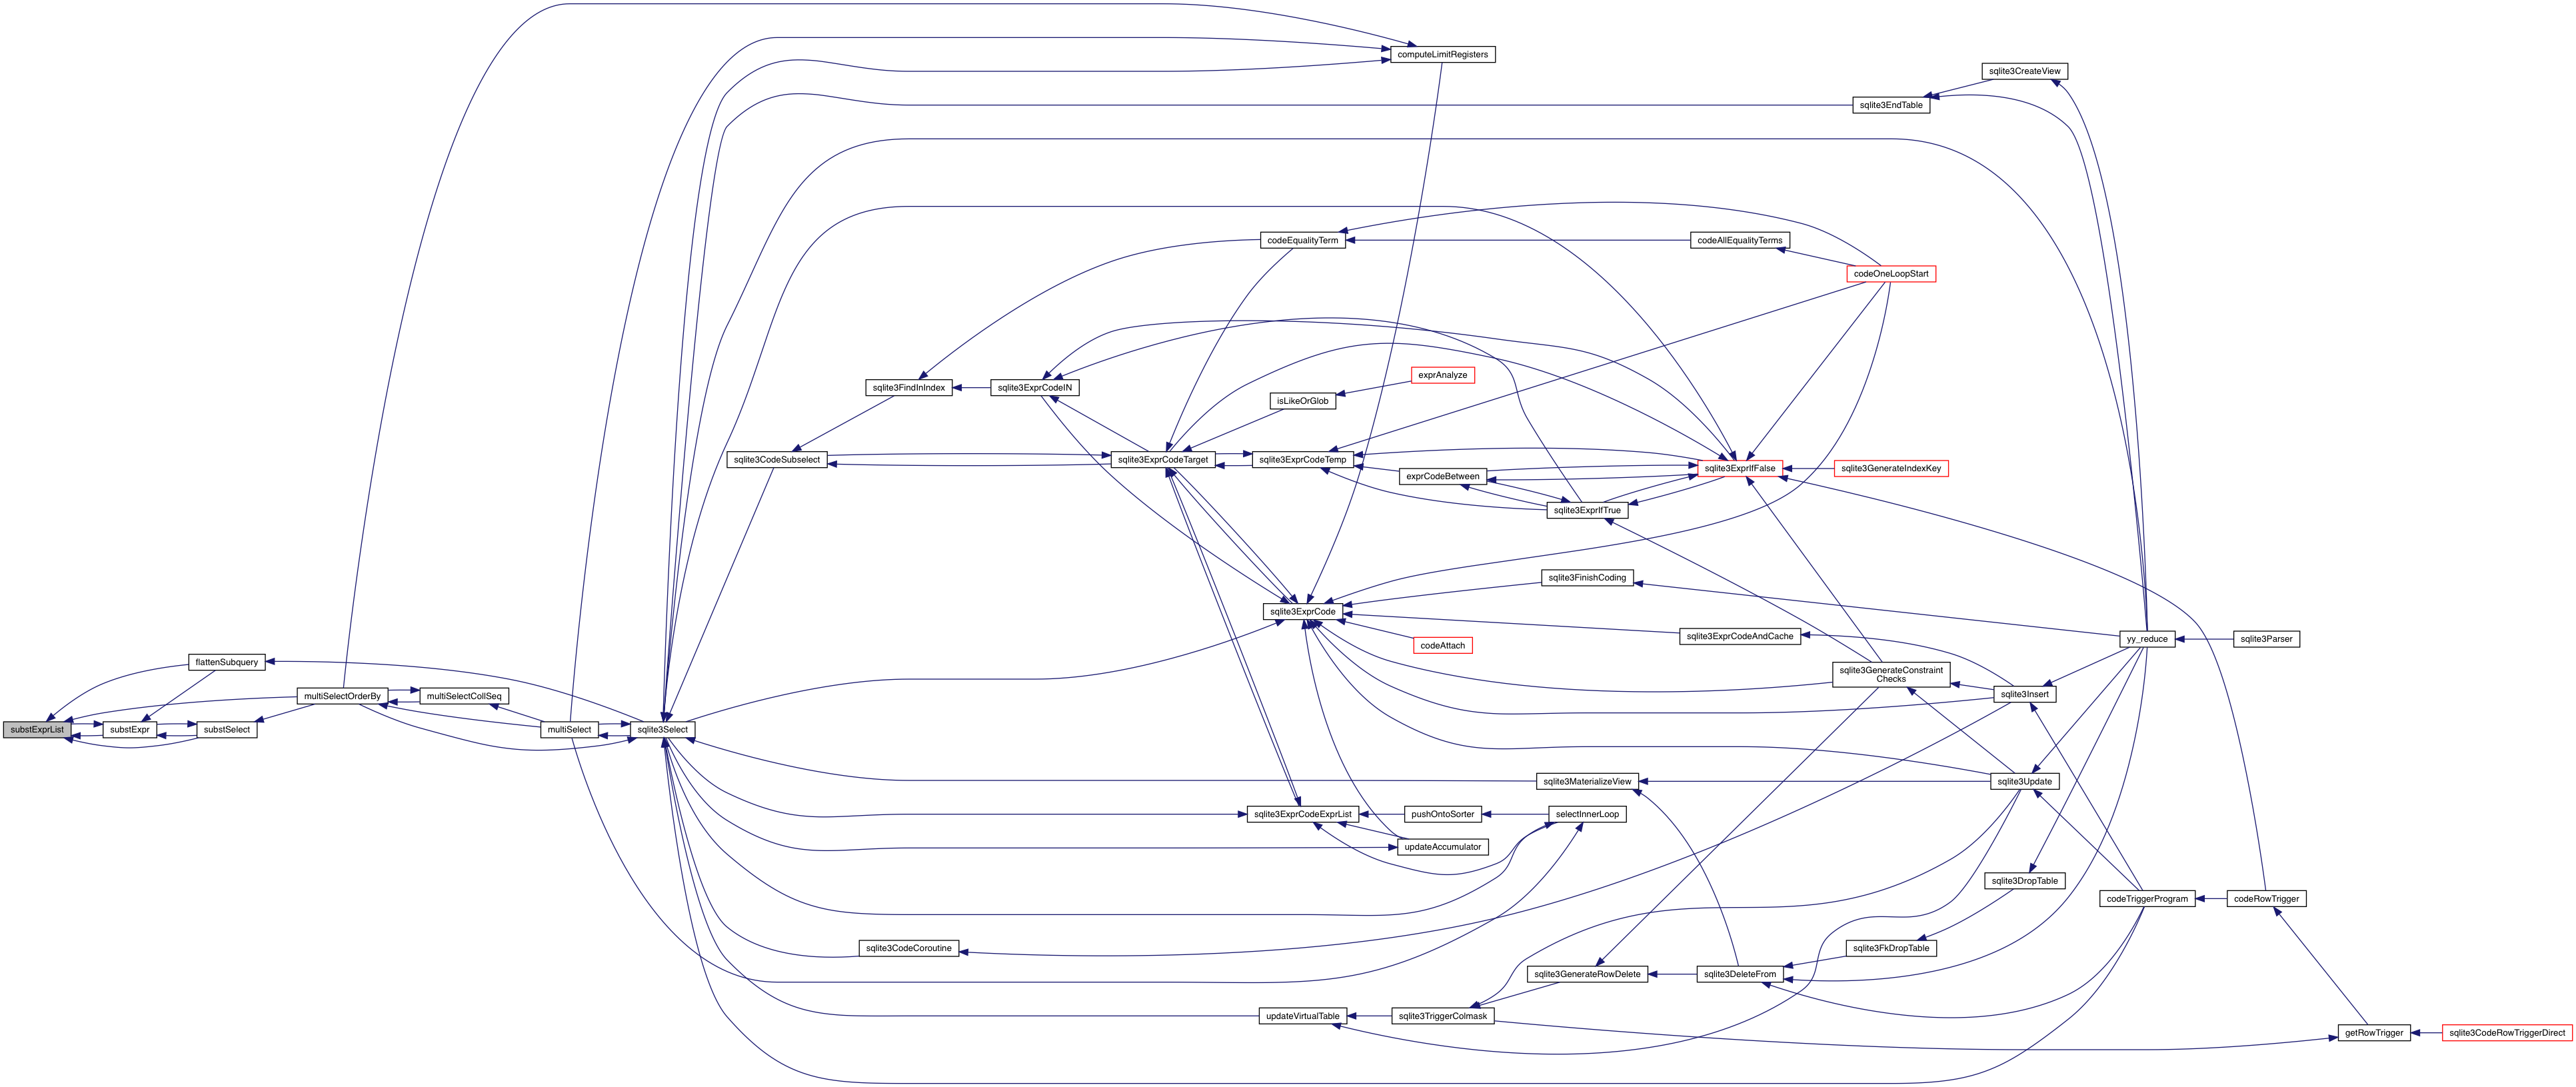 computeLimitRegisters
sqlite3CreateView
sqlite3EndTable
codeEqualityTerm
codeAllEqualityTerms
codeOneLoopStart
exprAnalyze
sqlite3FindInIndex
sqlite3ExprCodeIN
isLikeOrGlob
sqlite3CodeSubselect
sqlite3ExprCodeTarget
sqlite3ExprCodeTemp
sqlite3ExprIfFalse
sqlite3GenerateIndexKey
exprCodeBetween
sqlite3ExprIfTrue
sqlite3FinishCoding
sqlite3ExprCode
sqlite3ExprCodeAndCache
yy_reduce
sqlite3Parser
codeAttach
flattenSubquery
sqlite3GenerateConstraint
Checks
multiSelectOrderBy
multiSelectCollSeq
sqlite3Insert
substExprList
substExpr
substSelect
multiSelect
sqlite3Select
sqlite3MaterializeView
sqlite3Update
sqlite3ExprCodeExprList
pushOntoSorter
selectInnerLoop
updateAccumulator
sqlite3DropTable
codeTriggerProgram
codeRowTrigger
sqlite3CodeCoroutine
sqlite3FkDropTable
sqlite3GenerateRowDelete
sqlite3DeleteFrom
updateVirtualTable
sqlite3TriggerColmask
getRowTrigger
sqlite3CodeRowTriggerDirect